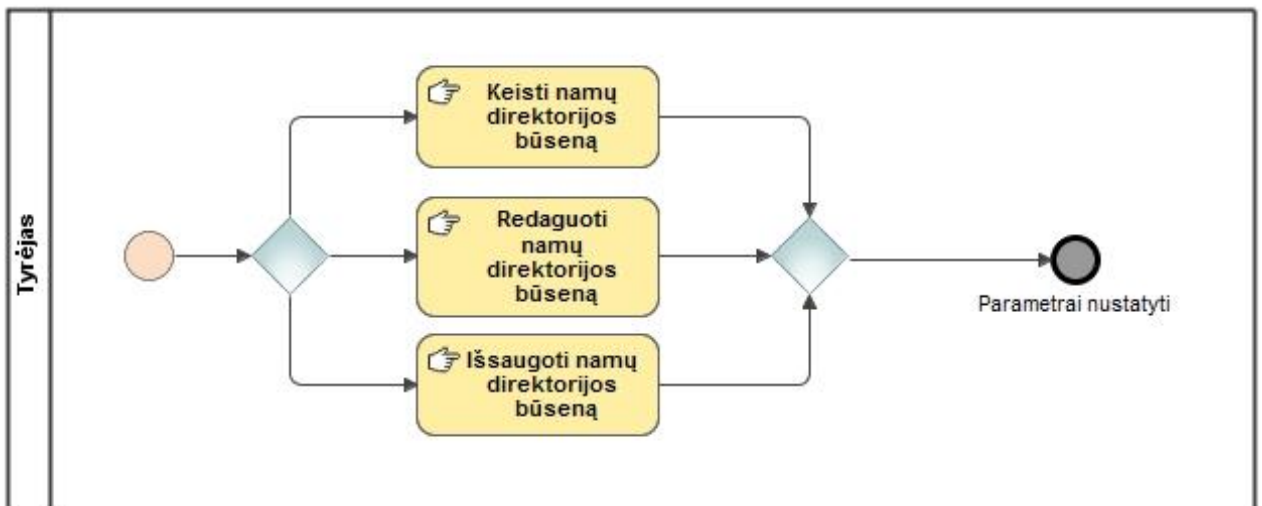 Tyrėjas
Keisti namų
direktorijos
būseną
Redaguoti
namų
direktorijos
būseną
Išsaugoti namų
direktorijos
būseną
Parametrai nustatyti